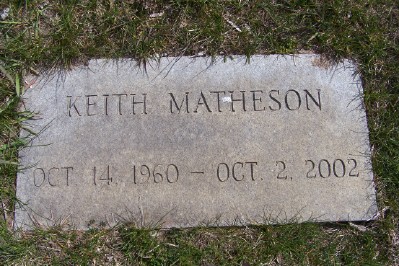 KEITH MATHESON
OCT 14, 1960 - OCT. 2, 2002